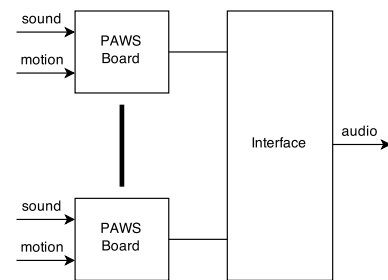 sound
motion
PAWS
Board
Interface
audio
sound
motion
PAWS
Board